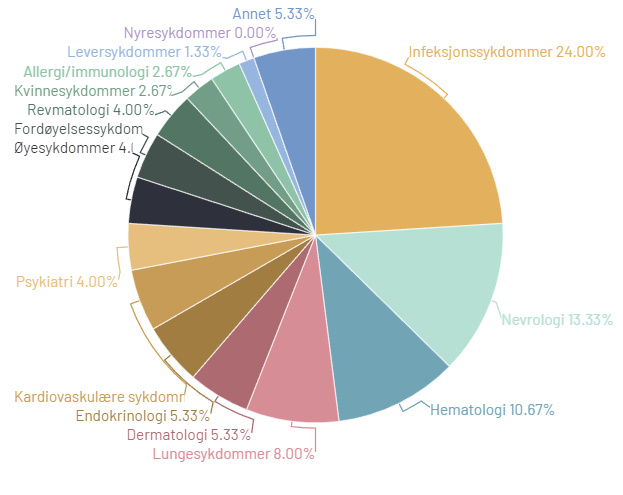 Annet 5.33%
Nyresykdommer 0.00%
Leversykdommer 1.33%
Infeksjonssykdommer 24.00%
Allergi/immunologi 2.67%
Kvinnesykdommer 2.67%
Revmatologi 4.00%
Fordøyelsessykdom
Øyesykdommer 4.
Psykiatri 4.00%
Nevrologi 13.33%
Kardiovaskulære sykdomr
Hematologi 10.67%
Endokrinologi 5.33%
Dermatologi 5.33%
Lungesykdommer 8.00%